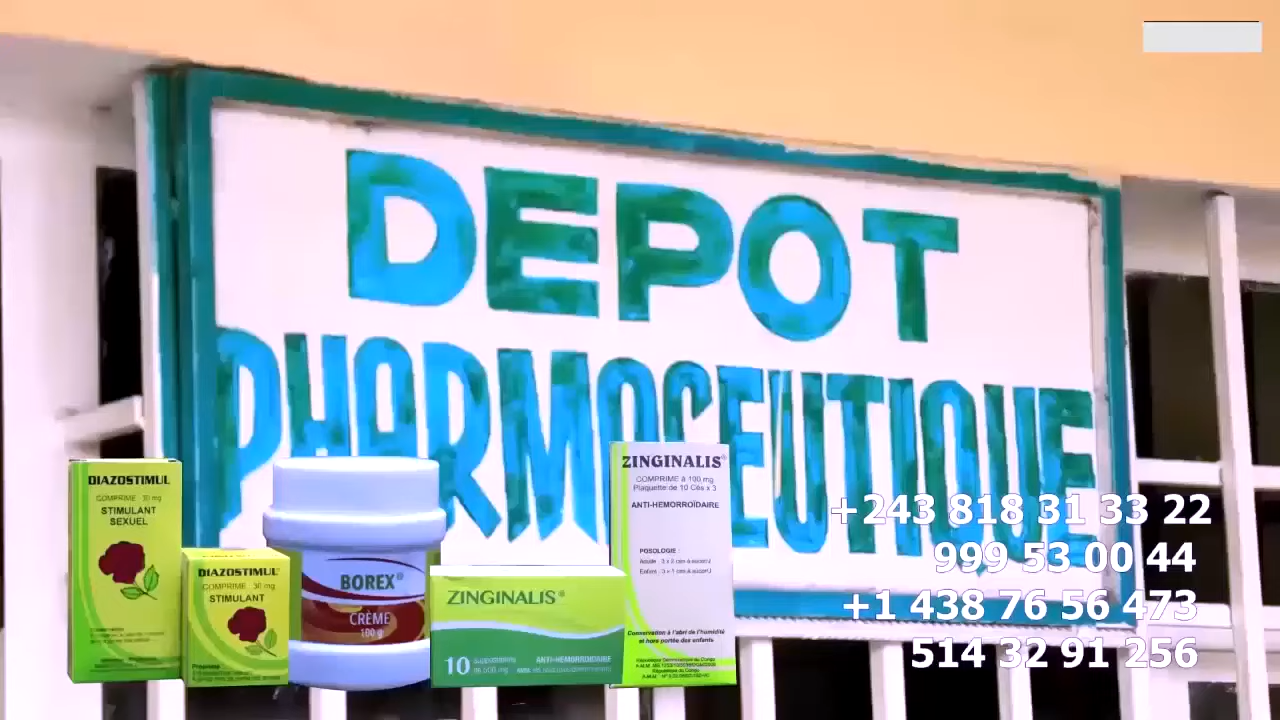 DEPOT
PHARMACEUTIQUE
DIAZOSTIMUL
COMPRIME 30 mg
STIMULANT
SEXUEL
DIAZOSTIMUL
COMPRIME 30 mg
STIMULANT
BOREX®
CRÈME
100 g
ZINGINALIS®
10
ANTI-HEMORROIDAIRE
ZINGINALIS®
COMPRIME à 100 mg
Plaquette de 10 Cés x 3
ANTI-HEMORROÏDAIRE
POSOLOGIE :
Conservation à l'abri de l'humidité
et hors portée des enfants
+243 818 31 33 22
999 53 00 44
+1 438 76 56 473
514 32 91 256